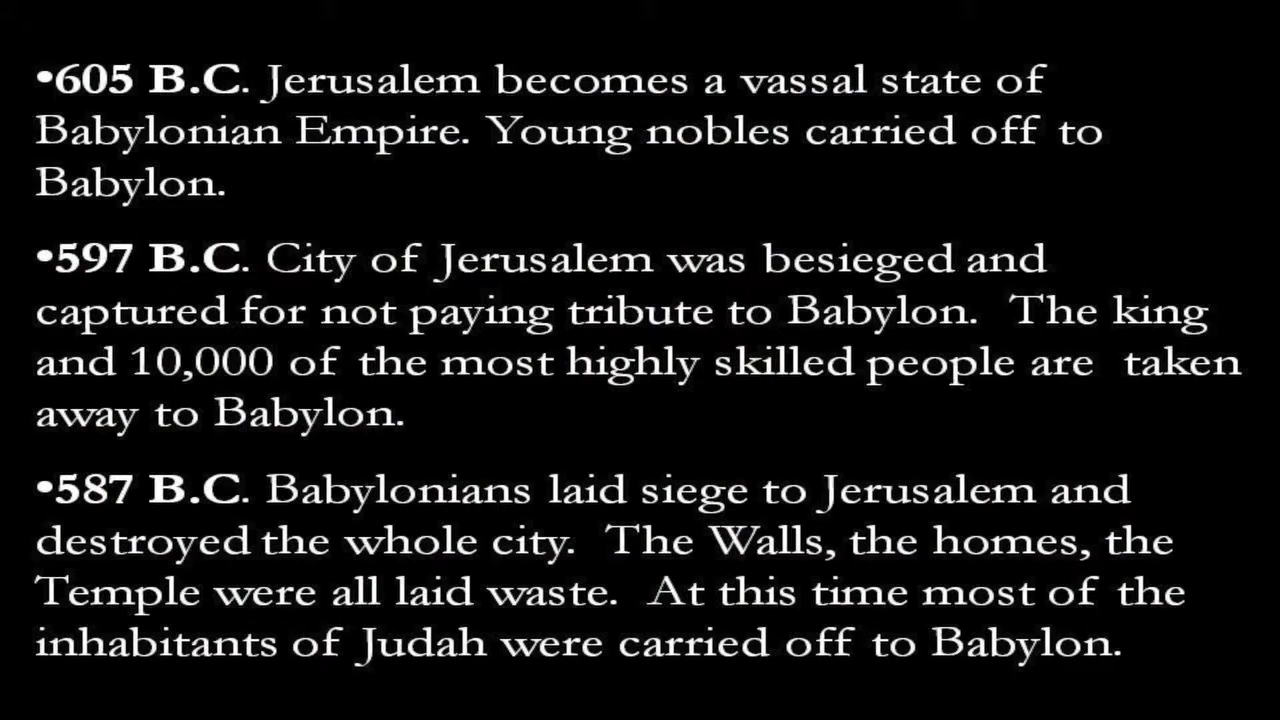 •605 B.C. Jerusalem becomes a vassal state of
Babylonian Empire. Young nobles carried off to
Babylon.
•597 B.C. City of Jerusalem was besieged and
captured for not paying tribute to Babylon. The king
and 10,000 of the most highly skilled people are taken
away to Babylon.
•587 B.C. Babylonians laid siege to Jerusalem and
destroyed the whole city. The Walls, the homes, the
Temple were all laid waste. At this time most of the
inhabitants of Judah were carried off to Babylon.